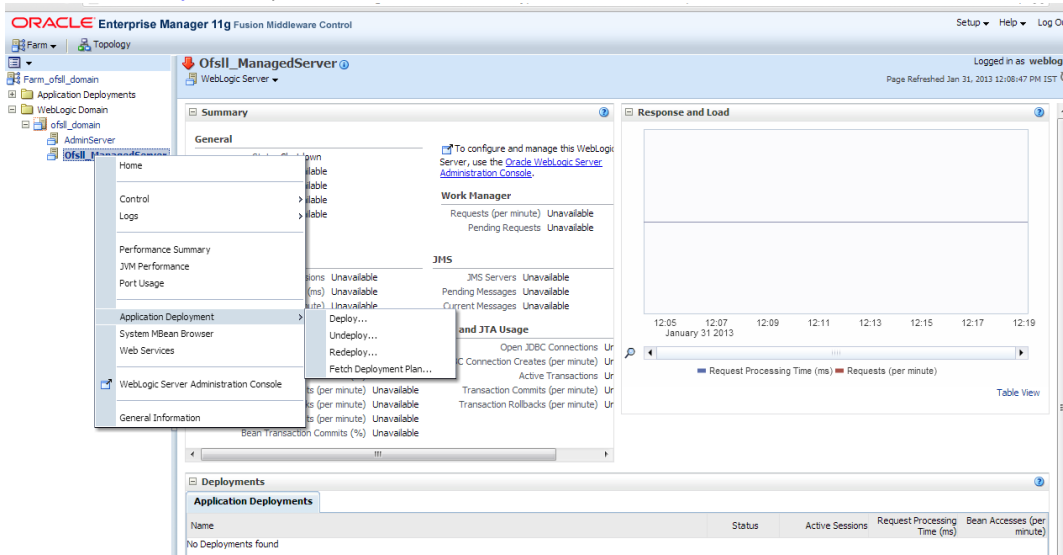 ORACLE Enterprise Manager 11g Fusion Middleware Control
Setup Help Log
Farm Topology
Farm_ofsll_domain
Application Deployments
WebLogic Domain
ofsll_domain
AdminServer
Ofsll_ManagedServer
Ofsll_ManagedServer
WebLogic Server
Logged in as
Page Refreshed Jan 31, 2013 12:08:47 PM IST
Home
Control
Logs
Performance Summary
JVM Performance
Port Usage
Application Deployment
System MBean Browser
Web Services
WebLogic Server Administration Console
General Information
Deploy...
Undeploy...
Redeploy...
Fetch Deployment Plan...
Summary
General
To configure and manage this
Server, use the Oracle WebLogic Server
Administration Console.
Work Manager
Requests (per minute) Unavailable
Pending Requests Unavailable
Unavailable
(ms) Unavailable
Unavailable
JMS
JMS Servers Unavailable
Pending Messages Unavailable
Current Messages Unavailable
and JTA Usage
Open JDBC Connections
Connection Creates (per minute)
Active Transactions
Transaction Commits (per minute)
Transaction Rollbacks (per minute)
(per minute) Unavailable
(per minute) Unavailable
(per minute) Unavailable
Bean Transaction Commits (%) Unavailable
Response and Load
12:05 12:07 12:09 12:11 12:13 12:15 12:17 12:19
January 31 2013
Request Processing Time (ms) Requests (per minute)
Table View
Deployments
Application Deployments
Name Status Active Sessions Request Processing Time (ms) Bean Accesses (per minute)
No Deployments found